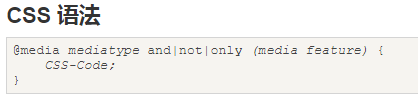 CSS 语法
@media mediatype and|not|only (media feature) {
    CSS-Code;
}